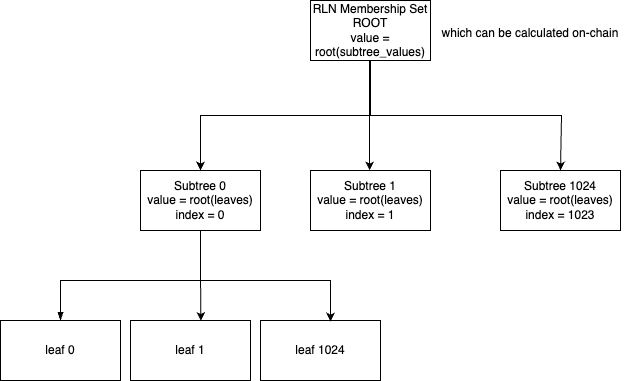 RLN Membership Set
ROOT
value =
root(subtree_values)
which can be calculated on-chain
Subtree 0
value = root(leaves)
index = 0
Subtree 1
value = root(leaves)
index = 1
Subtree 1024
value = root(leaves)
index = 1023
leaf 0
leaf 1
leaf 1024